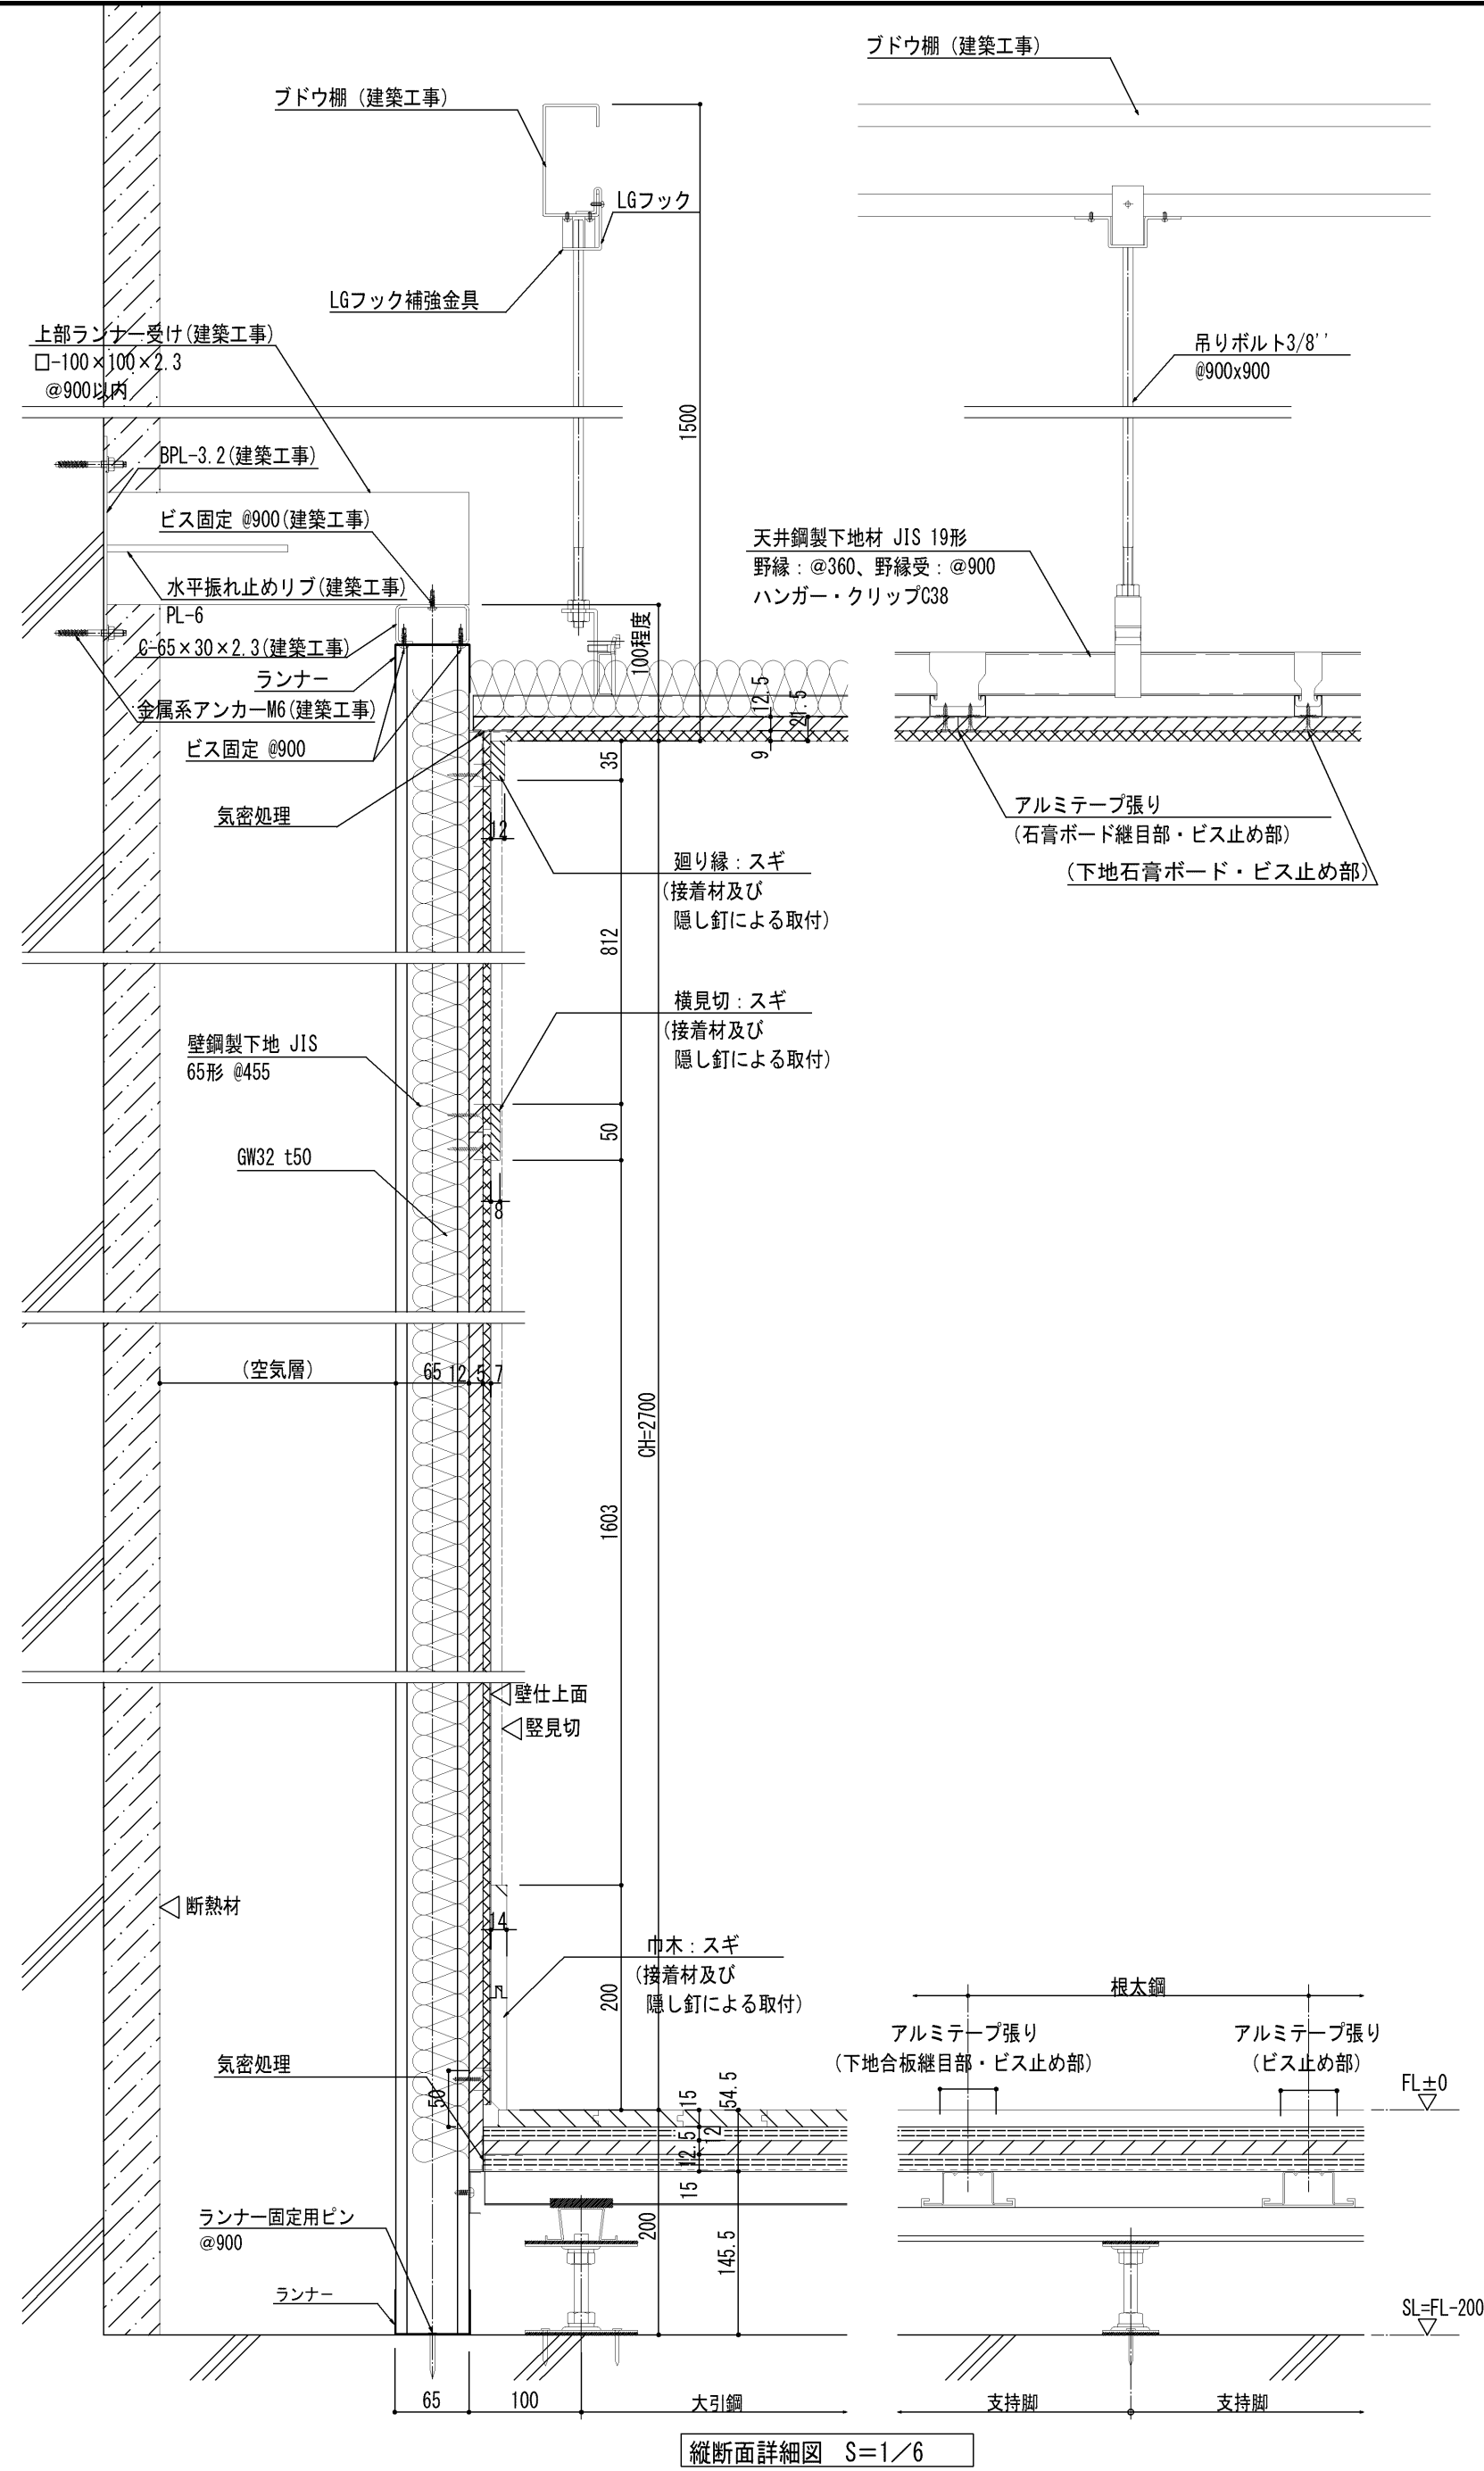 ブドウ棚（建築工事）
ブドウ棚（建築工事）
LGフック
LGフック補強金具
上部ランナー受け(建築工事)
ロ-100×100×2.3
@900以内
吊りボルト3/8''
@900x900
1500
BPL-3.2(建築工事)
ビス固定 @900(建築工事)
天井鋼製下地材 JIS 19形
野縁：@360、野縁受：@900
ハンガー・クリップC38
水平振れ止めリブ(建築工事)
PL-6
C-65×30×2.3(建築工事)
100程度
ランナー
金属系アンカーM6(建築工事)
12.5
21.5
ビス固定 @900
9
35
気密処理
12
アルミテープ張り
(石膏ボード継目部・ビス止め部)
(下地石膏ボード・ビス止め部)
廻り縁：スギ
(接着材及び
隠し釘による取付)
812
横見切：スギ
(接着材及び
隠し釘による取付)
壁鋼製下地 JIS
65形 @455
50
GW32 t50
8
(空気層)
65
12.5
7
CH=2700
1603
壁仕上面
竪見切
断熱材
14
巾木：スギ
(接着材及び
隠し釘による取付)
200
根太鋼
アルミテープ張り
(下地合板継目部・ビス止め部)
アルミテープ張り
(ビス止め部)
気密処理
50
15
54.5
12
12.5
15
FL±0
ランナー固定用ピン
@900
200
145.5
ランナー
SL=FL-200
65
100
大引鋼
支持脚
支持脚
縦断面詳細図　S=1／6